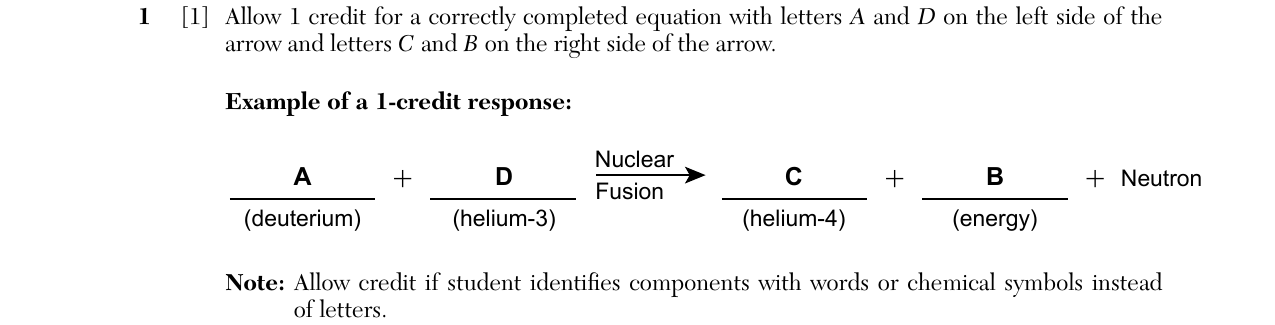 1 [1] Allow 1 credit for a correctly completed equation with letters A and D on the left side of the
arrow and letters C and B on the right side of the arrow.
Example of a 1-credit response:
A + D Nuclear Fusion C + B + Neutron
(deuterium) (helium-3) (helium-4) (energy)
Note: Allow credit if student identifies components with words or chemical symbols instead
of letters.